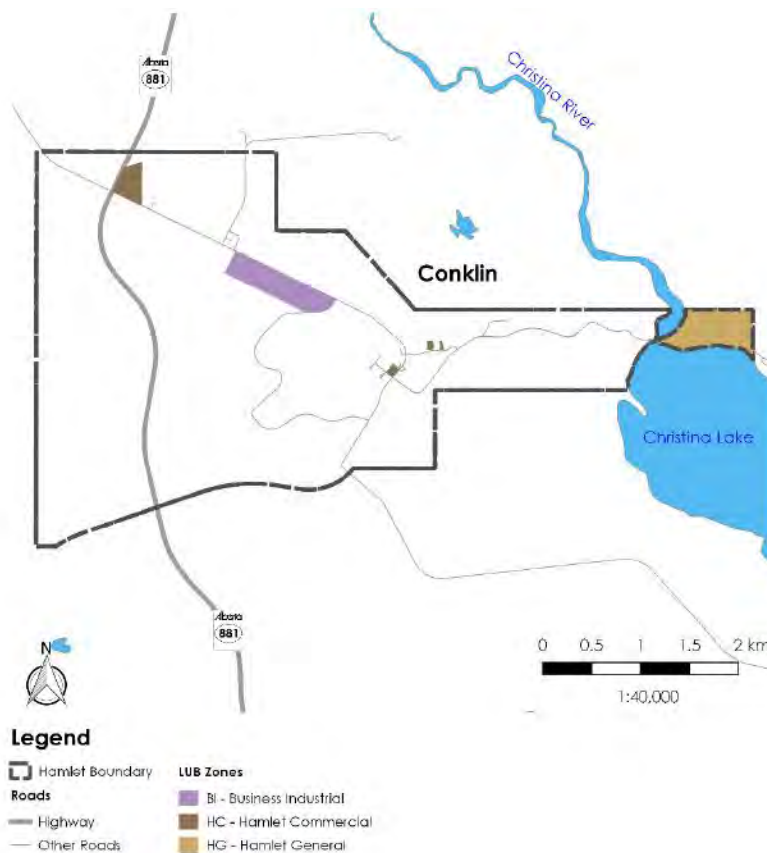 Alberta
881
Christina River
Conklin
Christina Lake
Alberta
881
N
0 0.5 1 1.5 2 km
1:40,000
Legend
Hamlet Boundary
Roads
Highway
Other Roads
LUB Zones
BI - Business Industrial
HC - Hamlet Commercial
HG - Hamlet General